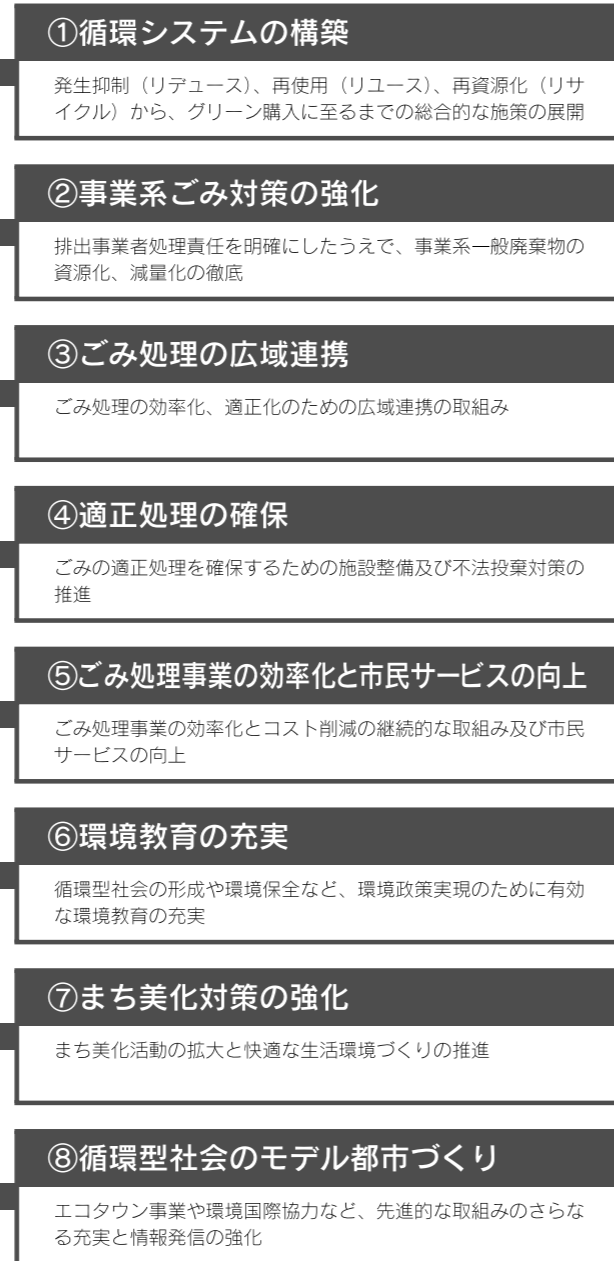 ①循環システムの構築
発生抑制（リデュース）、再使用（リユース）、再資源化（リサ
イクル）から、グリーン購入に至るまでの総合的な施策の展開
②事業系ごみ対策の強化
排出事業者処理責任を明確にしたうえで、事業系一般廃棄物の
資源化、減量化の徹底
③ごみ処理の広域連携
ごみ処理の効率化、適正化のための広域連携の取組み
④適正処理の確保
ごみの適正処理を確保するための施設整備及び不法投棄対策の
推進
⑤ごみ処理事業の効率化と市民サービスの向上
ごみ処理事業の効率化とコスト削減の継続的な取組み及び市民
サービスの向上
⑥環境教育の充実
循環型社会の形成や環境保全など、環境政策実現のために有効
な環境教育の充実
⑦まち美化対策の強化
まち美化活動の拡大と快適な生活環境づくりの推進
⑧循環型社会のモデル都市づくり
エコタウン事業や環境国際協力など、先進的な取組みのさらな
る充実と情報発信の強化